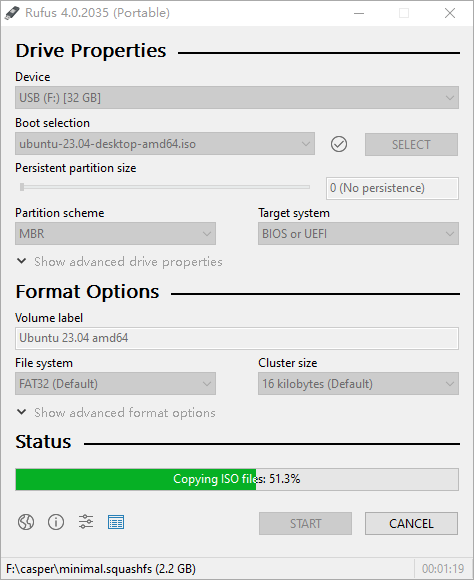 Rufus 4.0.2035 (Portable)
Drive Properties
Device
USB (F:) [32 GB]
Boot selection
ubuntu-23.04-desktop-amd64.iso
SELECT
Persistent partition size
0 (No persistence)
Partition scheme
Target system
MBR
BIOS or UEFI
Show advanced drive properties
Format Options
Volume label
Ubuntu 23.04 amd64
File system
Cluster size
FAT32 (Default)
16 kilobytes (Default)
Show advanced format options
Status
Copying ISO files: 51.3%
START
CANCEL
F:\casper\minimal.squashfs (2.2 GB)
00:01:19